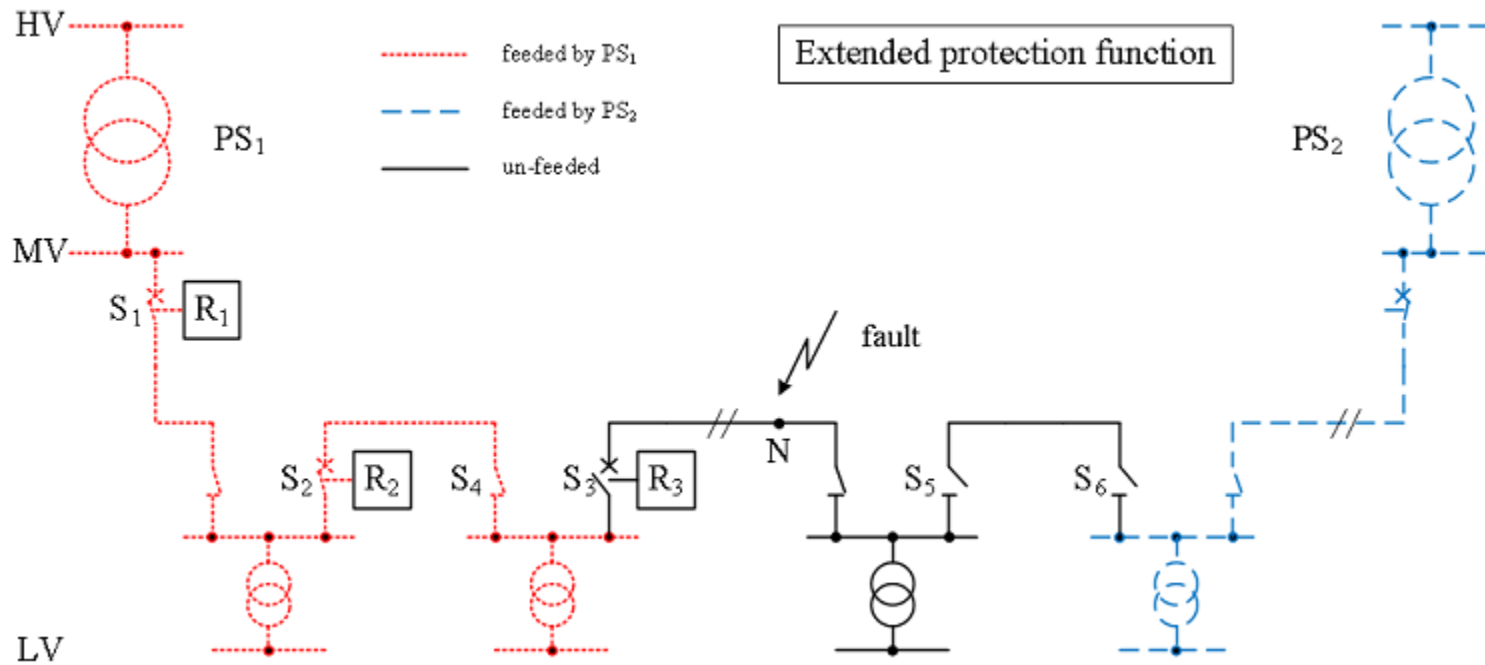 HV
feeded by PS₁
Extended protection function
feeded by PS₂
PS₁
PS₂
un-feeded
MV
S₁
R₁
fault
N
S₂
R₂
S₄
S₃
R₃
S₅
S₆
LV